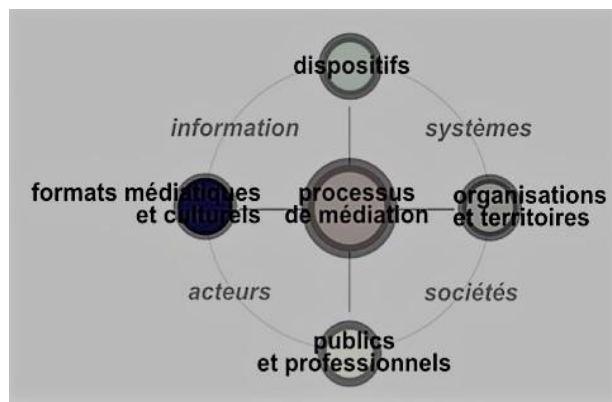 dispositifs
information
systèmes
formats médiatiques
et culturels
processus
de médiation
organisations
et territoires
acteurs
sociétés
publics
et professionnels